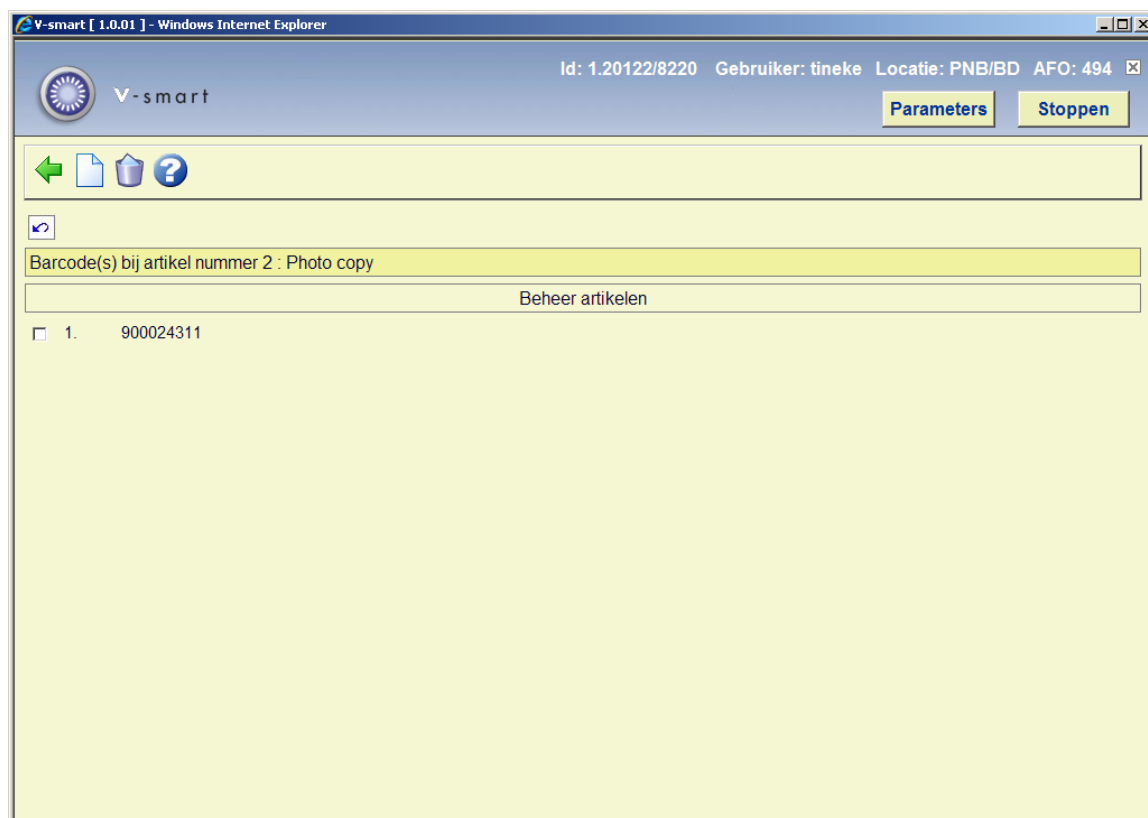 V-smart [ 1.0.01 ] - Windows Internet Explorer
Id: 1.20122/8220 Gebruiker: tineke Locatie: PNB/BD AFO: 494
V-smart
Parameters Stoppen
Barcode(s) bij artikel nummer 2 : Photo copy
Beheer artikelen
1. 900024311